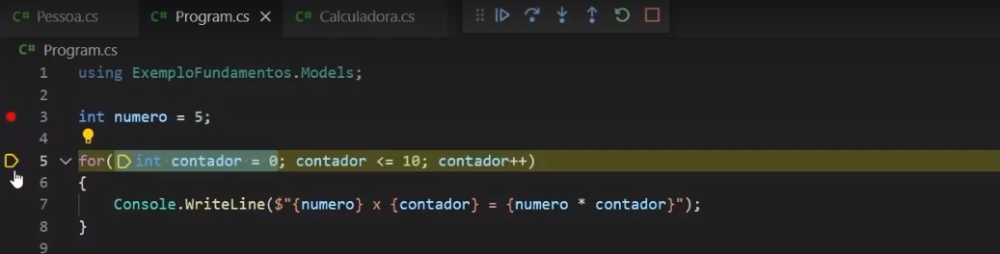 C# Pessoa.cs C# Program.cs C# Calculadora.cs
C# Program.cs
1 using ExemploFundamentos.Models;
2
3 int numero = 5;
4
5 for(int contador = 0; contador <= 10; contador++)
6 {
7 Console.WriteLine($"{numero} x {contador} = {numero * contador}");
8 }
9